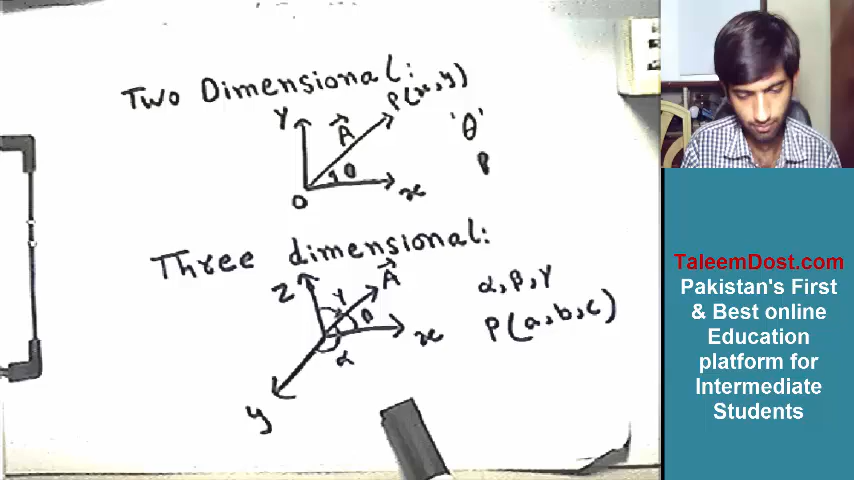 Two Dimensional:
Y
A
P(x,y)
'θ'
P
θ
O
x
Three dimensional:
Z
γ
A
α, β, γ
β
x
P(a,b,c)
α
y
TaleemDost.com
Pakistan's First
& Best online
Education
platform for
Intermediate
Students